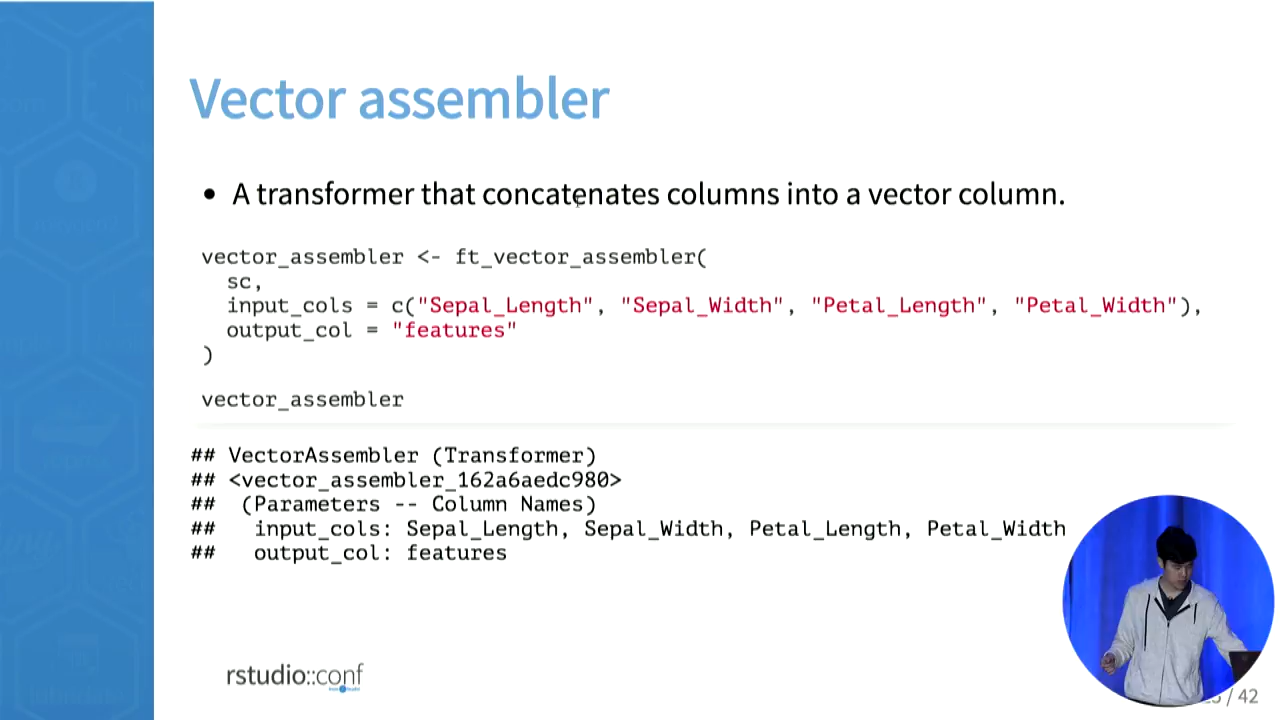 Vector assembler
• A transformer that concatenates columns into a vector column.
vector_assembler <- ft_vector_assembler(
  sc,
  input_cols = c("Sepal_Length", "Sepal_Width", "Petal_Length", "Petal_Width"),
  output_col = "features"
)
vector_assembler
## VectorAssembler (Transformer)
## <vector_assembler_162a6aedc980>
##  (Parameters -- Column Names)
##   input_cols: Sepal_Length, Sepal_Width, Petal_Length, Petal_Width
##   output_col: features
rstudio::conf
/ 42